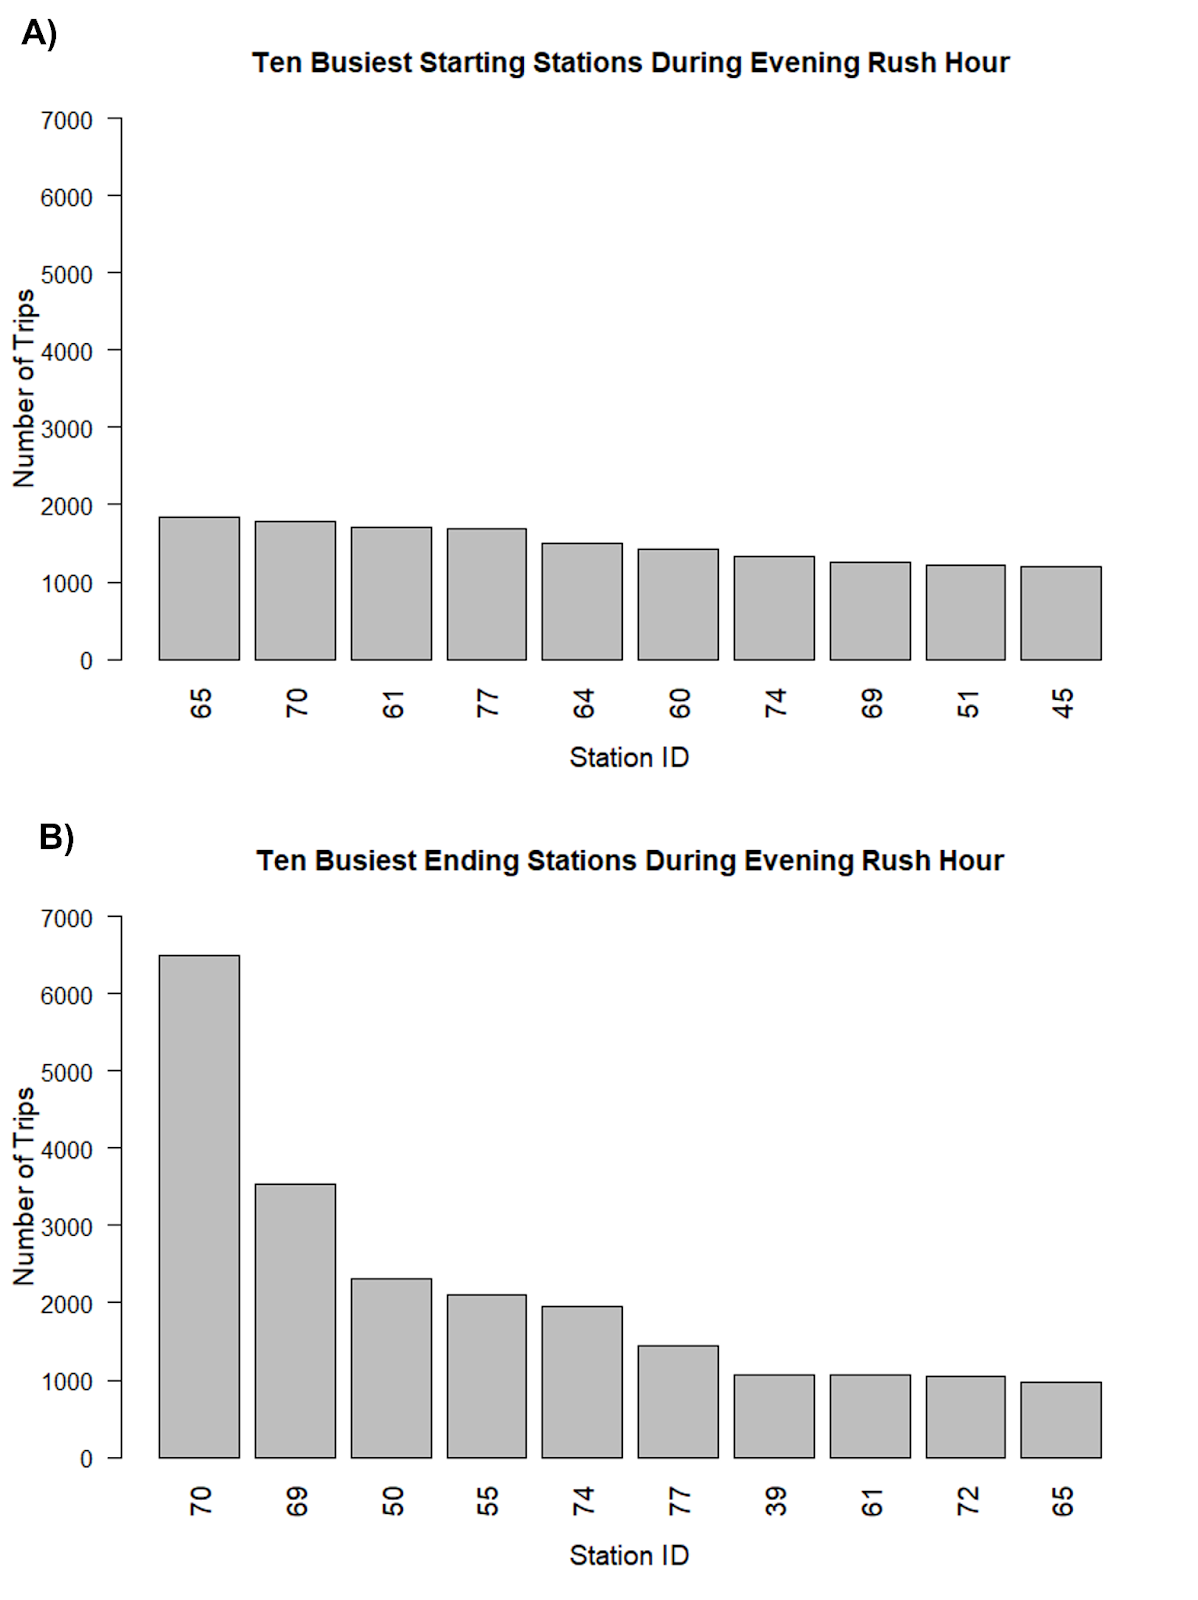 A)
Ten Busiest Starting Stations During Evening Rush Hour
7000
6000
5000
4000
3000
2000
1000
0
Number of Trips
65 70 61 77 64 60 74 69 51 45
Station ID
B)
Ten Busiest Ending Stations During Evening Rush Hour
7000
6000
5000
4000
3000
2000
1000
0
Number of Trips
70 69 50 55 74 77 39 61 72 65
Station ID